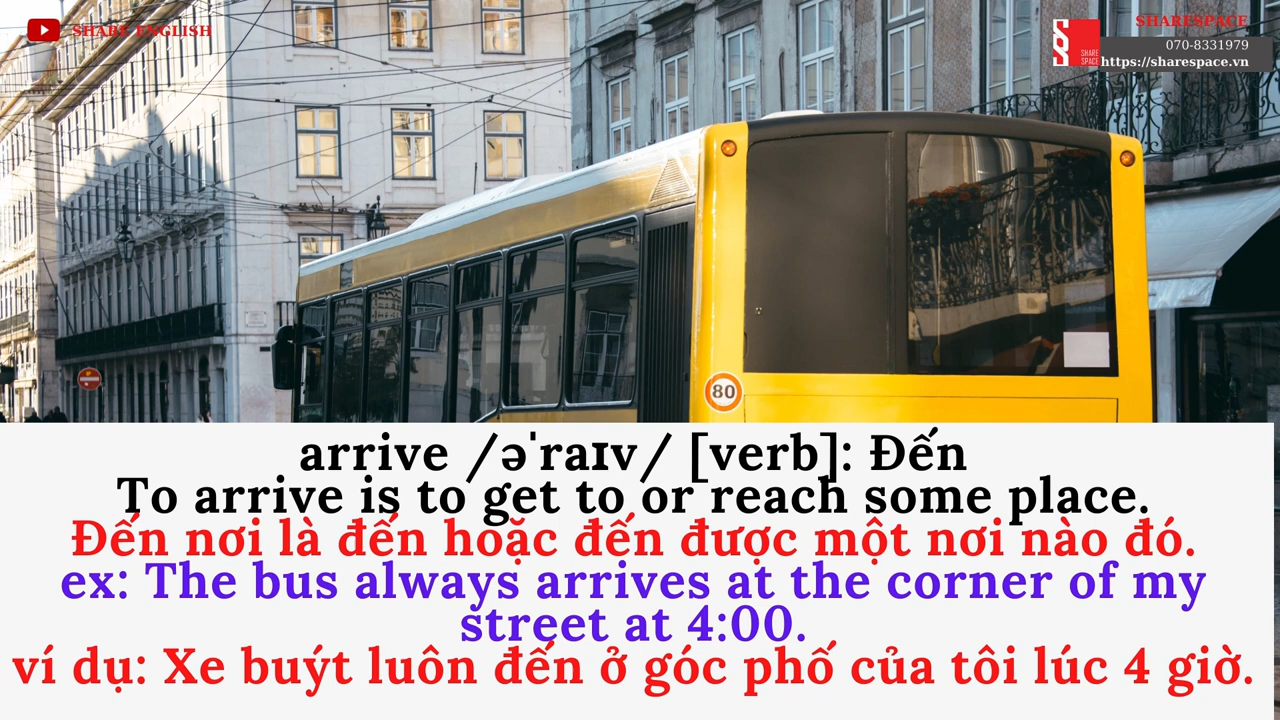 SHARE ENGLISH
SHARESPACE
070-8331979
SHARE
SPACE
https://sharespace.vn
80
arrive /əˈraɪv/ [verb]: Đến
To arrive is to get to or reach some place.
Đến nơi là đến hoặc đến được một nơi nào đó.
ex: The bus always arrives at the corner of my
street at 4:00.
ví dụ: Xe buýt luôn đến ở góc phố của tôi lúc 4 giờ.